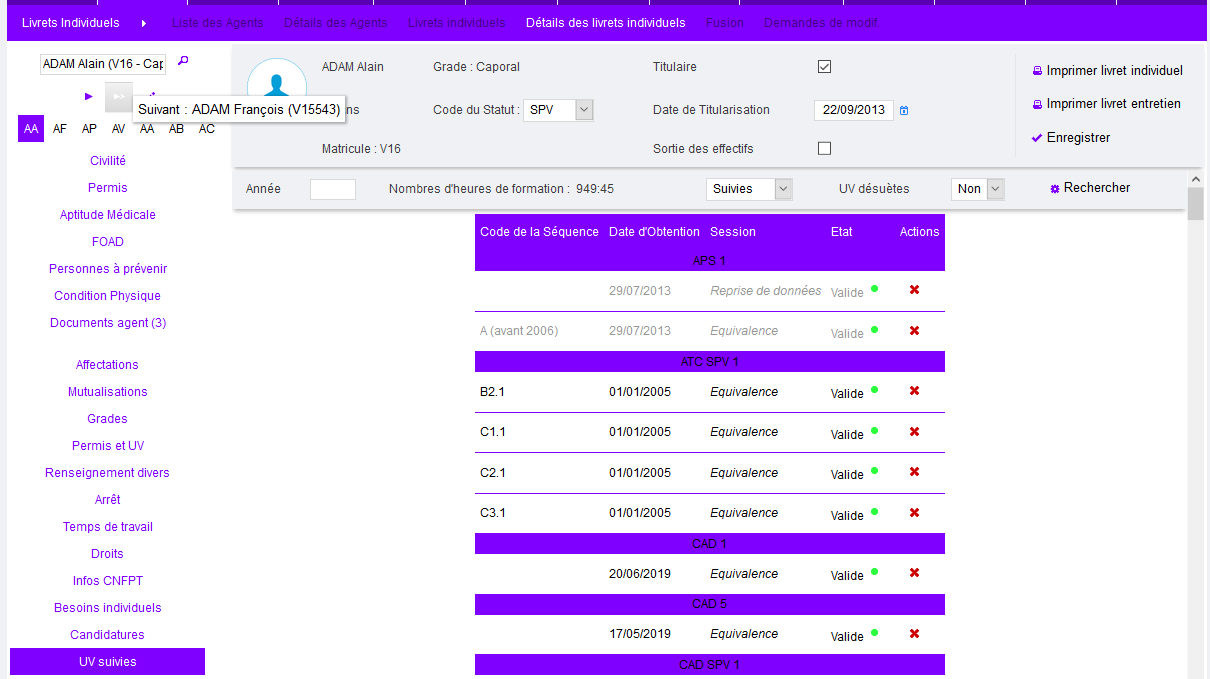 Livrets Individuels Liste des Agents Détails des Agents Livrets individuels Détails des livrets individuels Fusion Demandes de modif.
ADAM Alain (V16 - Cap
Suivant : ADAM François (V15543)
AA AF AP AV AA AB AC
Civilité
Permis
Aptitude Médicale
FOAD
Personnes à prévenir
Condition Physique
Documents agent (3)
Affectations
Mutualisations
Grades
Permis et UV
Renseignement divers
Arrêt
Temps de travail
Droits
Infos CNFPT
Besoins individuels
Candidatures
UV suivies
ADAM Alain Grade : Caporal Titulaire
ns Code du Statut : SPV Date de Titularisation 22/09/2013
Matricule : V16 Sortie des effectifs
Imprimer livret individuel
Imprimer livret entretien
Enregistrer
Année Nombres d'heures de formation : 949:45 Suivies UV désuètes Non Rechercher
Code de la Séquence Date d'Obtention Session Etat Actions
APS 1
29/07/2013 Reprise de données Valide
A (avant 2006) 29/07/2013 Equivalence Valide
ATC SPV 1
B2.1 01/01/2005 Equivalence Valide
C1.1 01/01/2005 Equivalence Valide
C2.1 01/01/2005 Equivalence Valide
C3.1 01/01/2005 Equivalence Valide
CAD 1
20/06/2019 Equivalence Valide
CAD 5
17/05/2019 Equivalence Valide
CAD SPV 1